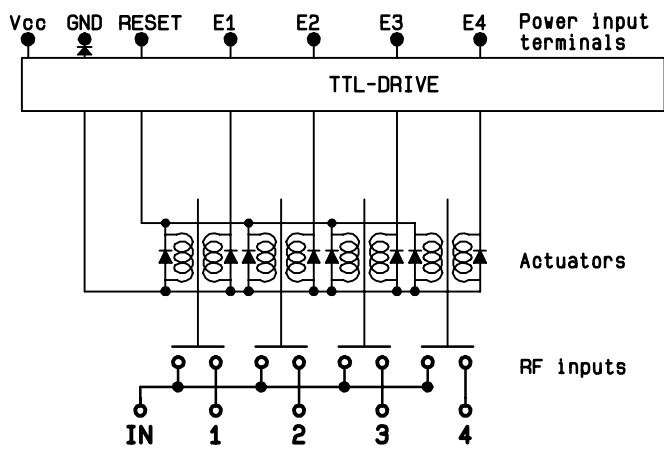 Vcc GND RESET E1 E2 E3 E4 Power input
terminals
TTL-DRIVE
Actuators
RF inputs
IN 1 2 3 4